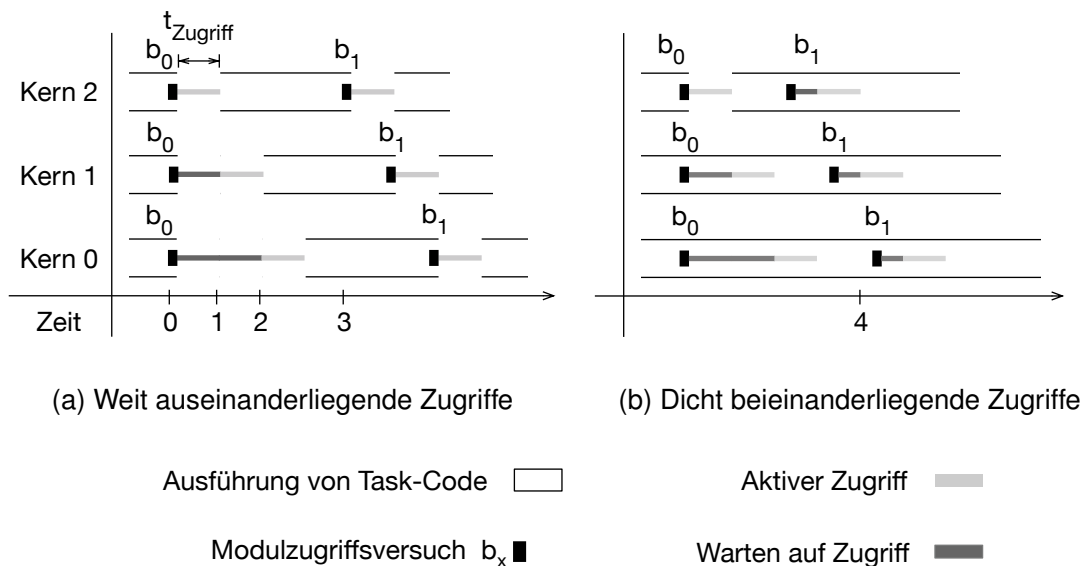 t_Zugriff
b_0 b_1
Kern 2
b_0 b_1
Kern 1
b_0 b_1
Kern 0
Zeit 0 1 2 3
b_0 b_1
b_0 b_1
b_0 b_1
4
(a) Weit auseinanderliegende Zugriffe
(b) Dicht beieinanderliegende Zugriffe
Ausführung von Task-Code
Aktiver Zugriff
Modulzugriffsversuch b_x
Warten auf Zugriff